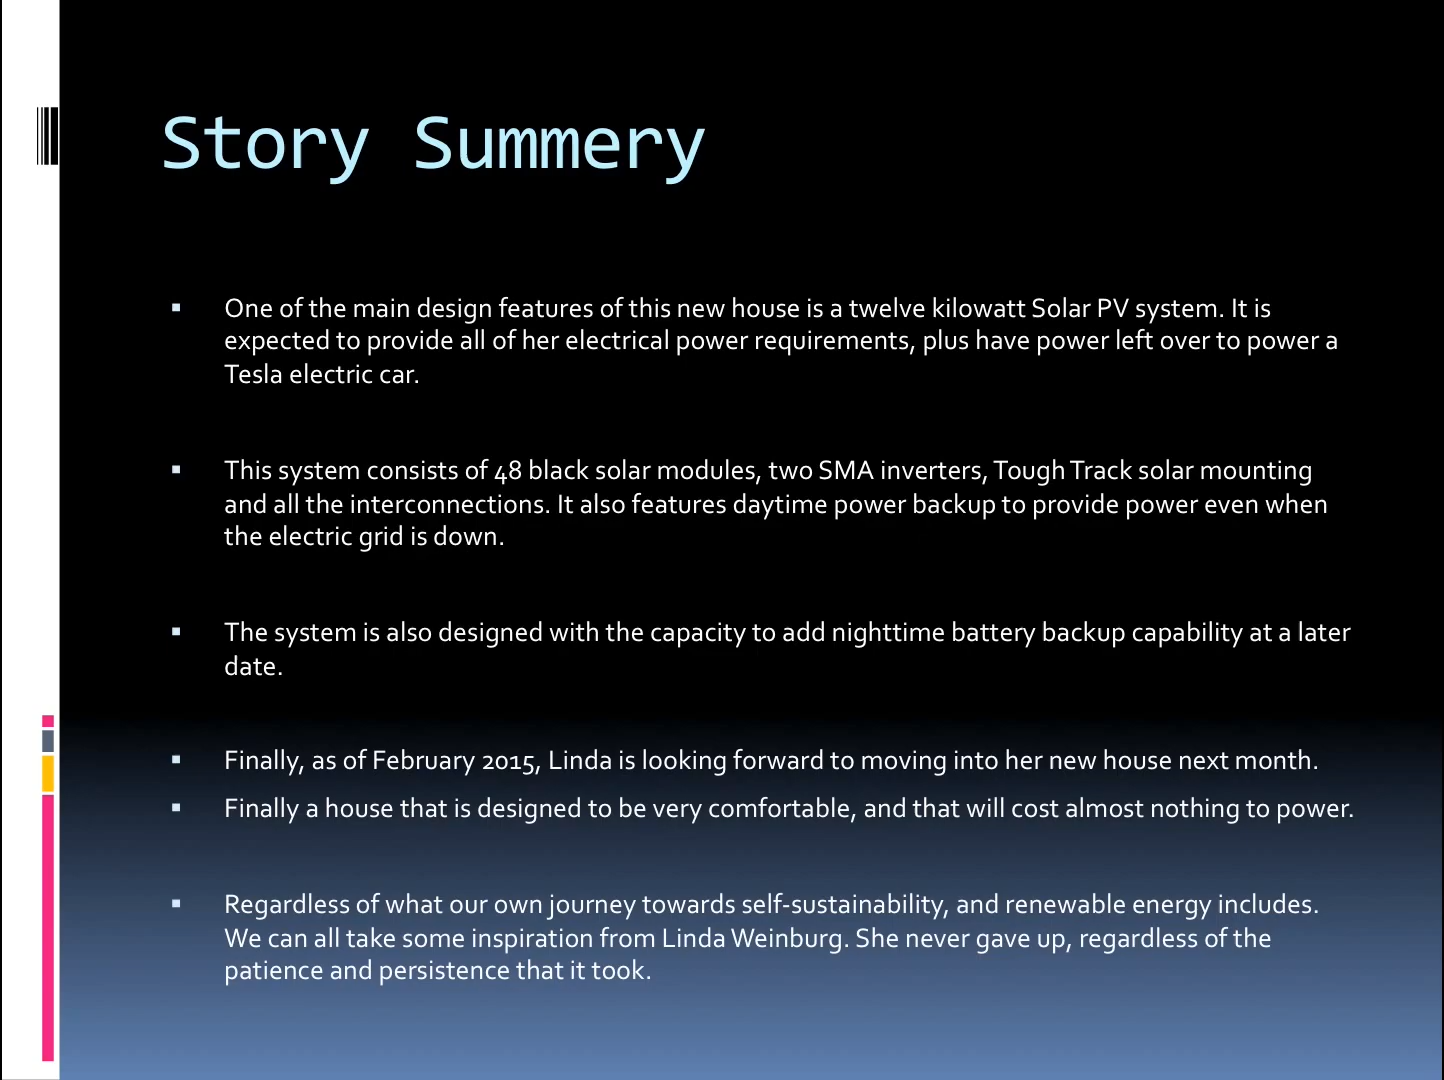 Story Summery
▪ One of the main design features of this new house is a twelve kilowatt Solar PV system. It is
expected to provide all of her electrical power requirements, plus have power left over to power a
Tesla electric car.
▪ This system consists of 48 black solar modules, two SMA inverters, Tough Track solar mounting
and all the interconnections. It also features daytime power backup to provide power even when
the electric grid is down.
▪ The system is also designed with the capacity to add nighttime battery backup capability at a later
date.
▪ Finally, as of February 2015, Linda is looking forward to moving into her new house next month.
▪ Finally a house that is designed to be very comfortable, and that will cost almost nothing to power.
▪ Regardless of what our own journey towards self-sustainability, and renewable energy includes.
We can all take some inspiration from Linda Weinburg. She never gave up, regardless of the
patience and persistence that it took.